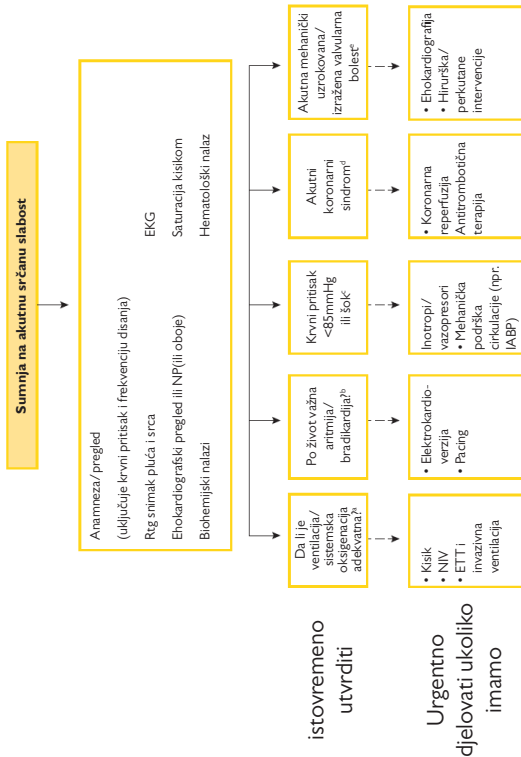 Sumnja na akutnu srčanu slabost
Anamneza/ pregled
(uključuje krvni pritisak i frekvenciju disanja)
Rtg snimak pluća i srca
EKG
Ehokardiografski pregled ili NP(ili oboje)
Saturacija kisikom
Biohemijski nalazi
Hematološki nalaz
istovremeno
utvrditi
Da li je
ventilacija/
sistemska
oksigenacija
adekvatna?a
Po život važna
aritmija/
bradikardija?b
Krvni pritisak
<85mmHg
ili šokc
Akutni
koronarni
sindromd
Akutna mehanički
uzrokovana/
izražena valvularna
boleste
Urgentno
djelovati ukoliko
imamo
• Kisik
• NIV
• ETT i
invazivna
ventilacija
• Elektrokardio-
verzija
• Pacing
Inotropi/
vazopresori
• Mehanička
podrška
cirkulacije (npr.
IABP)
• Koronarna
reperfuzija
Antitrombotična
terapija
• Ehokardiografija
• Hirurška/
perkutane
intervencije